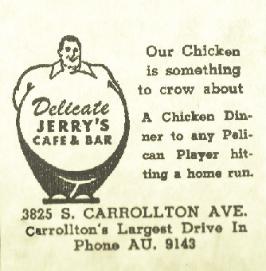 Our Chicken
is something
to crow about
Delicate
JERRY'S
CAFE & BAR
A Chicken Din-
ner to any Peli-
can Player hit-
ting a home run.
3825 S. CARROLLTON AVE.
Carrollton's Largest Drive In
Phone AU. 9143